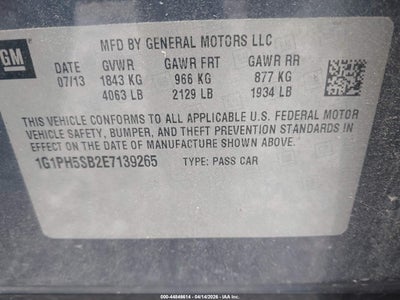 GM
MFD BY GENERAL MOTORS LLC
DATE GVWR GAWR FRT GAWR RR
07/13 1843 KG 966 KG 877 KG
4063 LB 2129 LB 1934 LB
THIS VEHICLE CONFORMS TO ALL APPLICABLE U.S. FEDERAL MOTOR
VEHICLE SAFETY, BUMPER, AND THEFT PREVENTION STANDARDS
IN EFFECT ON THE DATE OF MANUFACTURE SHOWN ABOVE.
1G1PH5SB2E7139265 TYPE: PASS CAR
ID: 000-44848614 - 04/14/2026 - IAA, Inc.